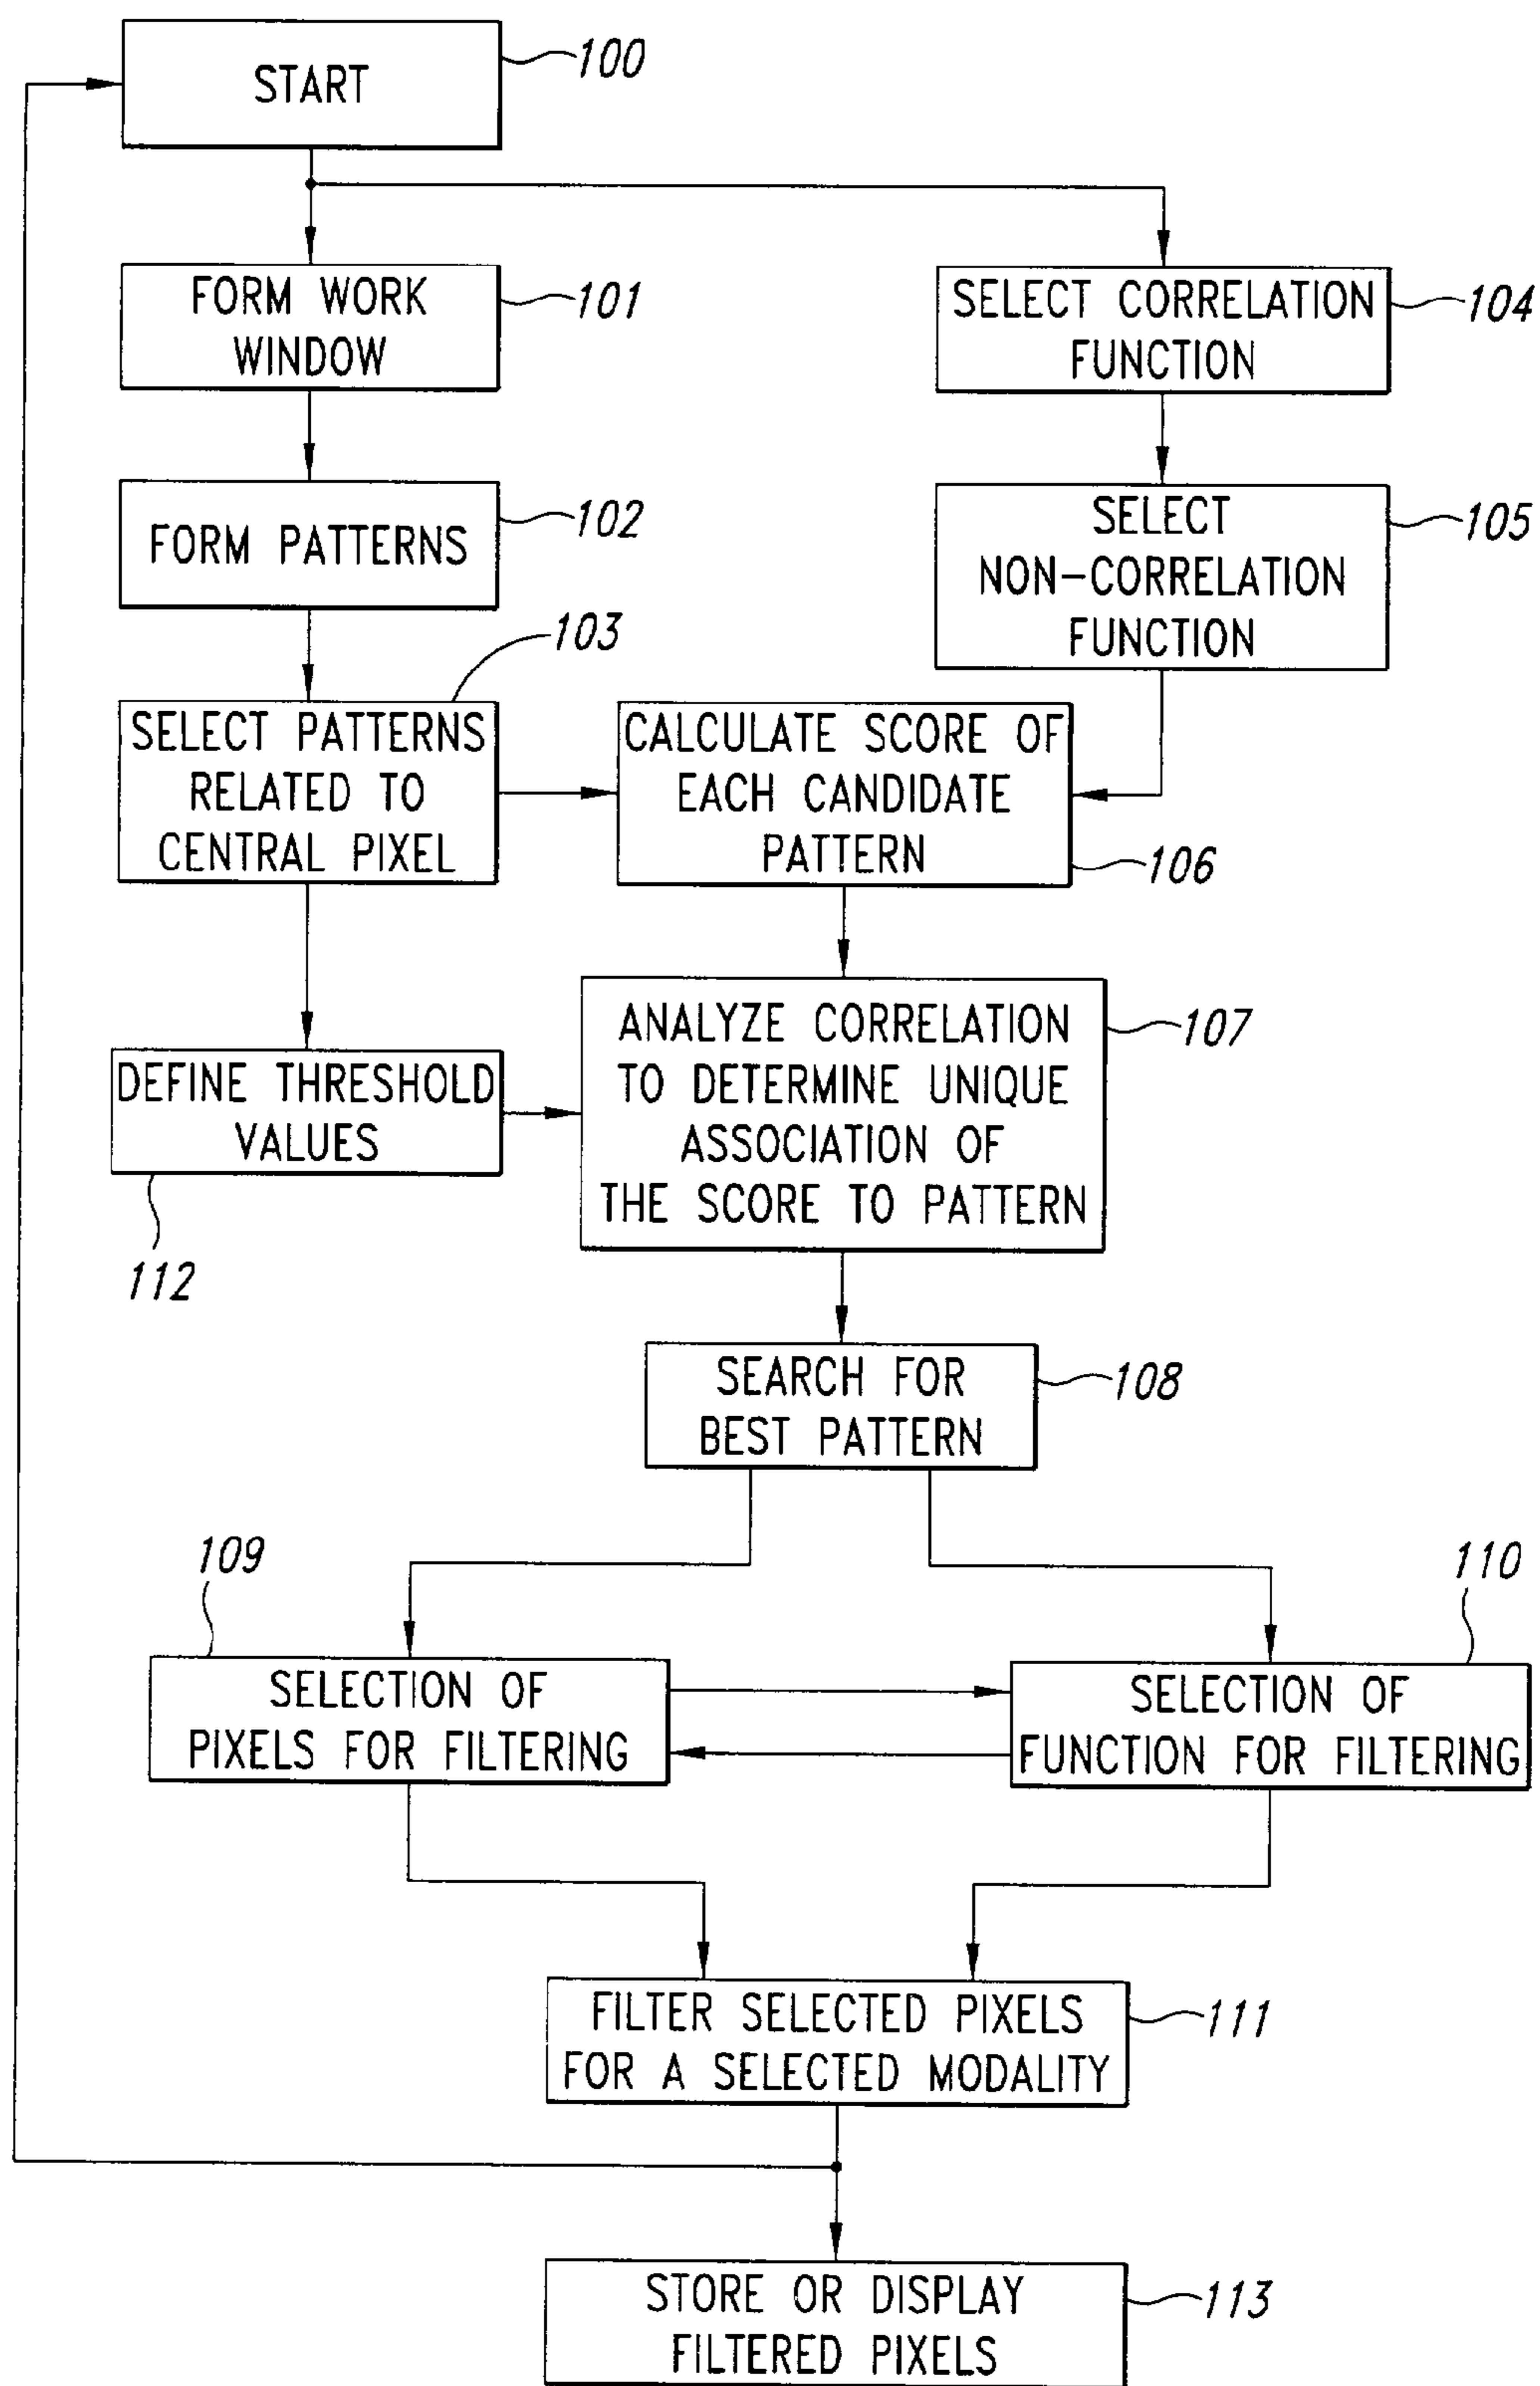 START
100
FORM WORK
WINDOW
101
SELECT CORRELATION
FUNCTION
104
FORM PATTERNS
102
SELECT
NON-CORRELATION
FUNCTION
105
103
SELECT PATTERNS
RELATED TO
CENTRAL PIXEL
CALCULATE SCORE OF
EACH CANDIDATE
PATTERN
106
ANALYZE CORRELATION
TO DETERMINE UNIQUE
ASSOCIATION OF
THE SCORE TO PATTERN
107
DEFINE THRESHOLD
VALUES
112
SEARCH FOR
BEST PATTERN
108
109
SELECTION OF
PIXELS FOR FILTERING
110
SELECTION OF
FUNCTION FOR FILTERING
FILTER SELECTED PIXELS
FOR A SELECTED MODALITY
111
STORE OR DISPLAY
FILTERED PIXELS
113